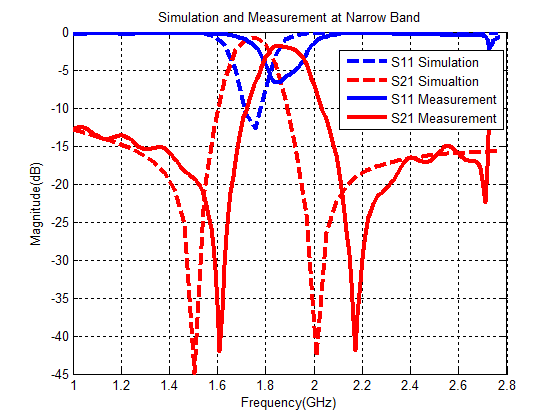 Simulation and Measurement at Narrow Band
0
-5
-10
-15
-20
-25
-30
-35
-40
-45
Magnitude(dB)
S11 Simulation
S21 Simualtion
S11 Measurement
S21 Measurement
1 1.2 1.4 1.6 1.8 2 2.2 2.4 2.6 2.8
Frequency(GHz)